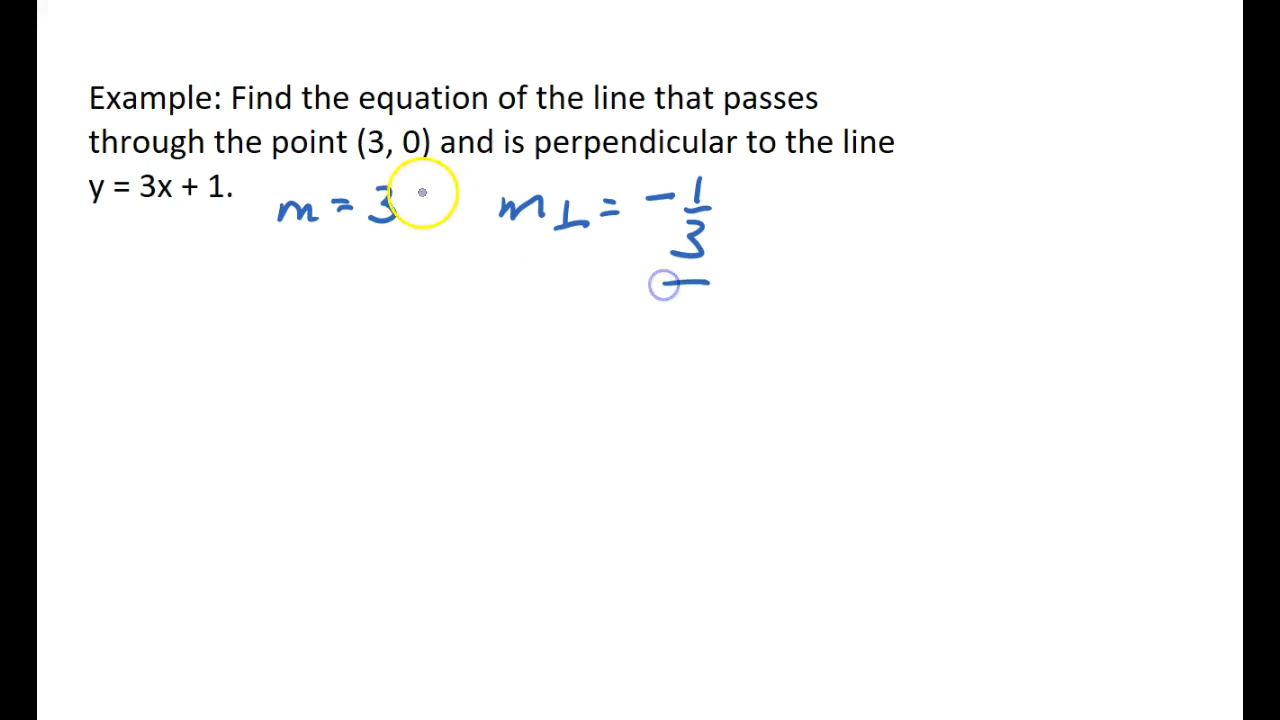 Example: Find the equation of the line that passes
through the point (3, 0) and is perpendicular to the line
y = 3x + 1.
m = 3 m⊥ = -1/3